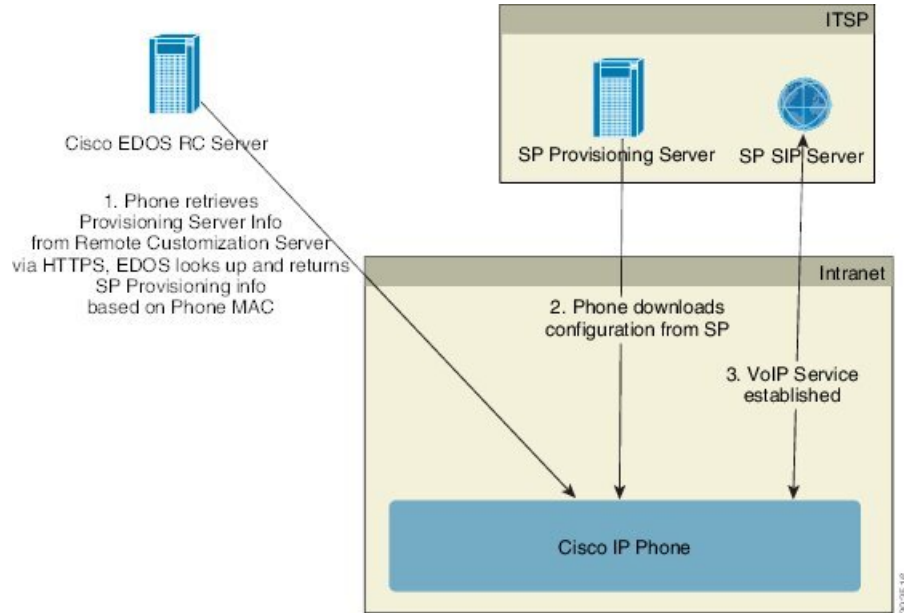 ITSP
Cisco EDOS RC Server
SP Provisioning Server
SP SIP Server
1. Phone retrieves
Provisioning Server Info
from Remote Customization Server
via HTTPS, EDOS looks up and returns
SP Provisioning info
based on Phone MAC
Intranet
2. Phone downloads
configuration from SP
3. VoIP Service
established
Cisco IP Phone